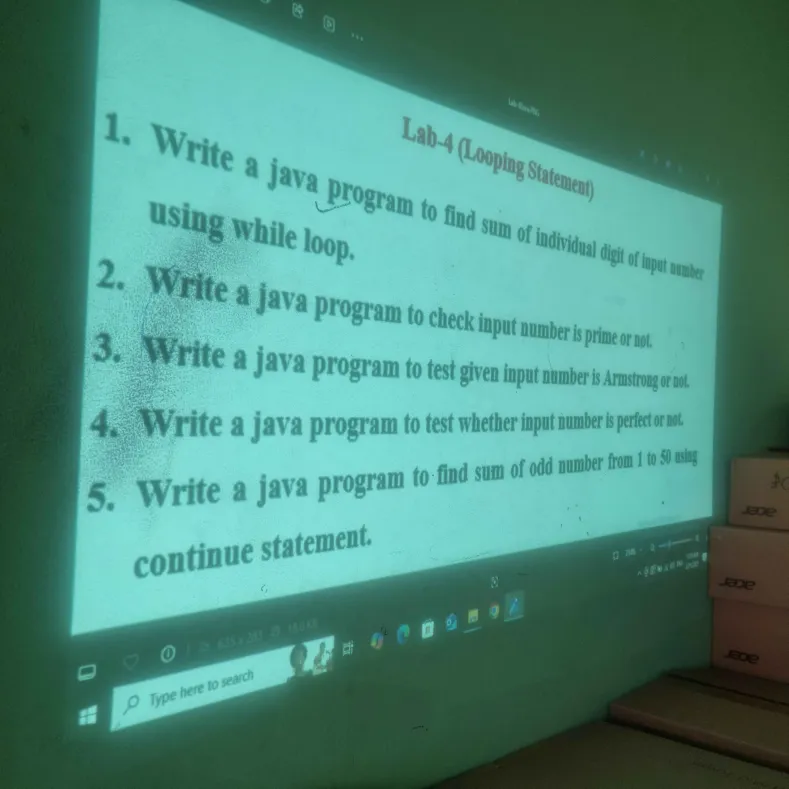 Lab-4 (Looping Statement)
1. Write a java program to find sum of individual digit of input number
using while loop.
2. Write a java program to check input number is prime or not.
3. Write a java program to test given input number is Armstrong or not.
4. Write a java program to test whether input number is perfect or not.
5. Write a java program to find sum of odd number from 1 to 50 using
continue statement.
Type here to search
acer
acer
acer